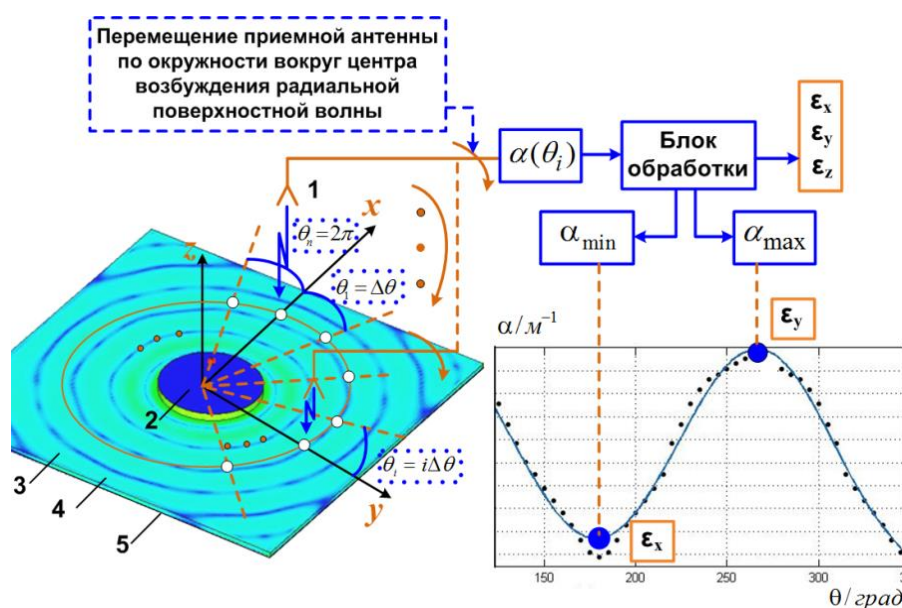 Перемещение приемной антенны
по окружности вокруг центра
возбуждения радиальной
поверхностной волны
α(θᵢ)
Блок
обработки
εx
εy
εz
αmin
αmax
1
x
z
θn=2π
θ1=Δθ
θi=iΔθ
2
3
4
5
y
α/м⁻¹
εy
εx
150
200
250
300
θ/град